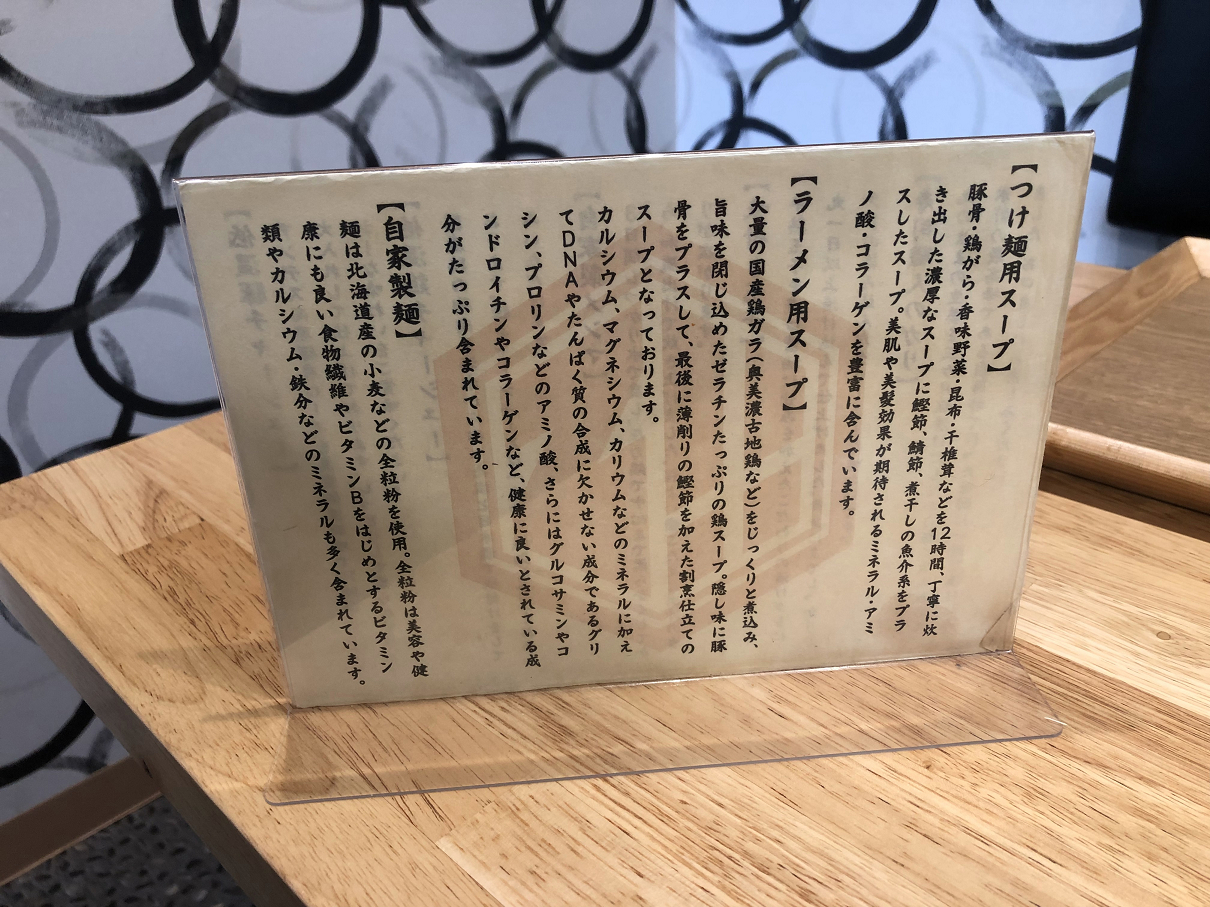 【つけ麺用スープ】
豚骨・鶏がら・香味野菜・昆布・干椎茸などを12時間、丁寧に炊
き出した濃厚なスープに鰹節、鯖節、煮干しの魚介系をプラ
スしたスープ。美肌や美髪効果が期待されるミネラル・アミ
ノ酸・コラーゲンを豊富に含んでいます。
【ラーメン用スープ】
大量の国産鶏ガラ(奥美濃古地鶏など)をじっくりと煮込み、
旨味を閉じ込めたゼラチンたっぷりの鶏スープ。隠し味に豚
骨をプラスして、最後に薄削りの鰹節を加えた割烹仕立ての
スープとなっております。
カルシウム、マグネシウム、カリウムなどのミネラルに加え
てDNAやたんぱく質の合成に欠かせない成分であるグリ
シン、プロリンなどのアミノ酸、さらにはグルコサミンやコ
ンドロイチンやコラーゲンなど、健康に良いとされている成
分がたっぷり含まれています。
【自家製麺】
麺は北海道産の小麦などの全粒粉を使用。全粒粉は美容や健
康にも良い食物繊維やビタミンBをはじめとするビタミン
類やカルシウム・鉄分などのミネラルも多く含まれています。